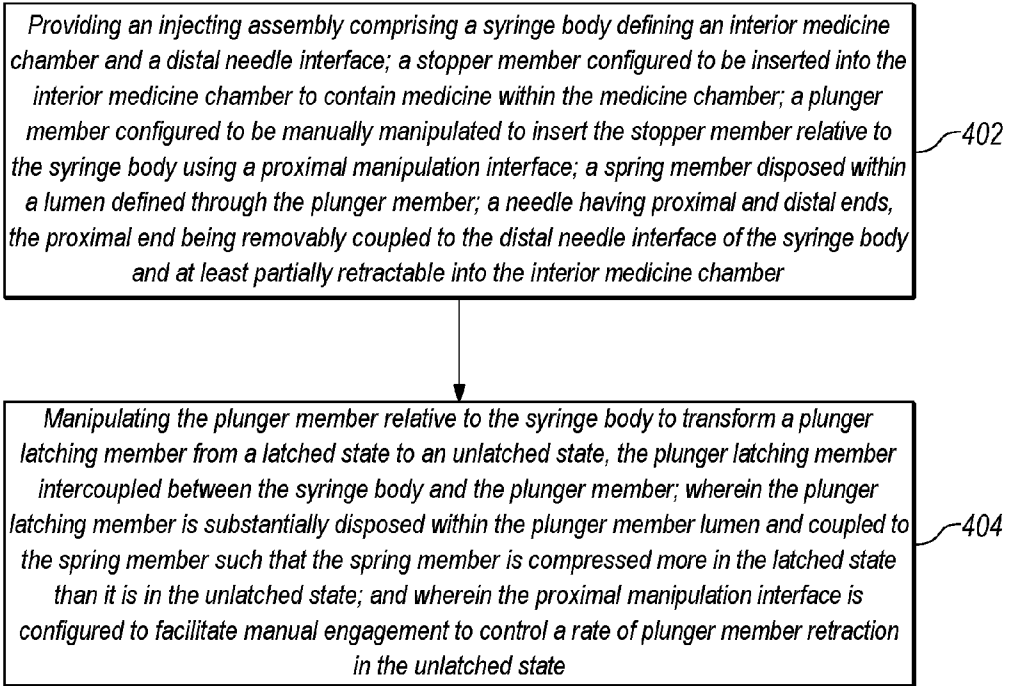 Providing an injecting assembly comprising a syringe body defining an interior medicine
chamber and a distal needle interface; a stopper member configured to be inserted into the
interior medicine chamber to contain medicine within the medicine chamber; a plunger
member configured to be manually manipulated to insert the stopper member relative to
the syringe body using a proximal manipulation interface; a spring member disposed within
a lumen defined through the plunger member; a needle having proximal and distal ends,
the proximal end being removably coupled to the distal needle interface of the syringe body
and at least partially retractable into the interior medicine chamber
402
Manipulating the plunger member relative to the syringe body to transform a plunger
latching member from a latched state to an unlatched state, the plunger latching member
intercoupled between the syringe body and the plunger member; wherein the plunger
latching member is substantially disposed within the plunger member lumen and coupled to
the spring member such that the spring member is compressed more in the latched state
than it is in the unlatched state; and wherein the proximal manipulation interface is
configured to facilitate manual engagement to control a rate of plunger member retraction
in the unlatched state
404